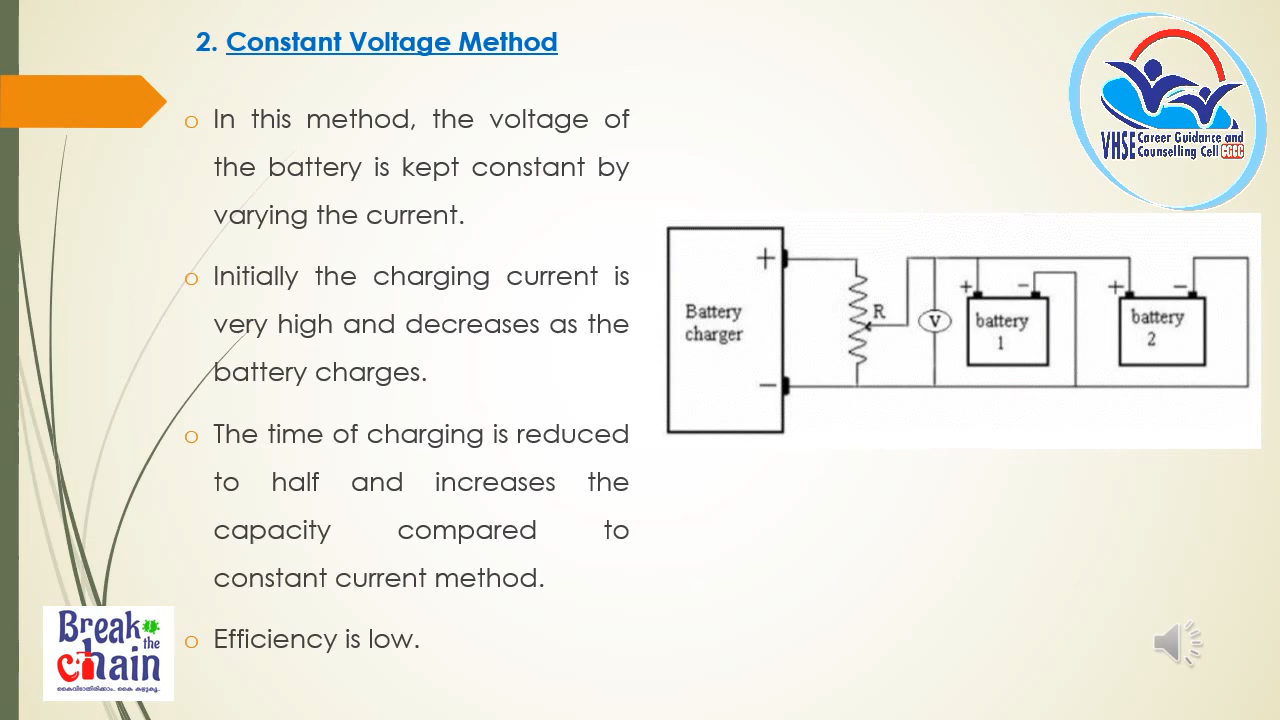 2. Constant Voltage Method
o In this method, the voltage of
the battery is kept constant by
varying the current.
o Initially the charging current is
very high and decreases as the
battery charges.
o The time of charging is reduced
to half and increases the
capacity compared to
constant current method.
o Efficiency is low.
VHSE Career Guidance and
Counselling Cell CGCC
+
Battery
charger
−
R
V
+ −
battery
1
+ −
battery
2
Break
the
chain
കൈവിടാതിരിക്കാം.. കൈ കഴുകൂ..